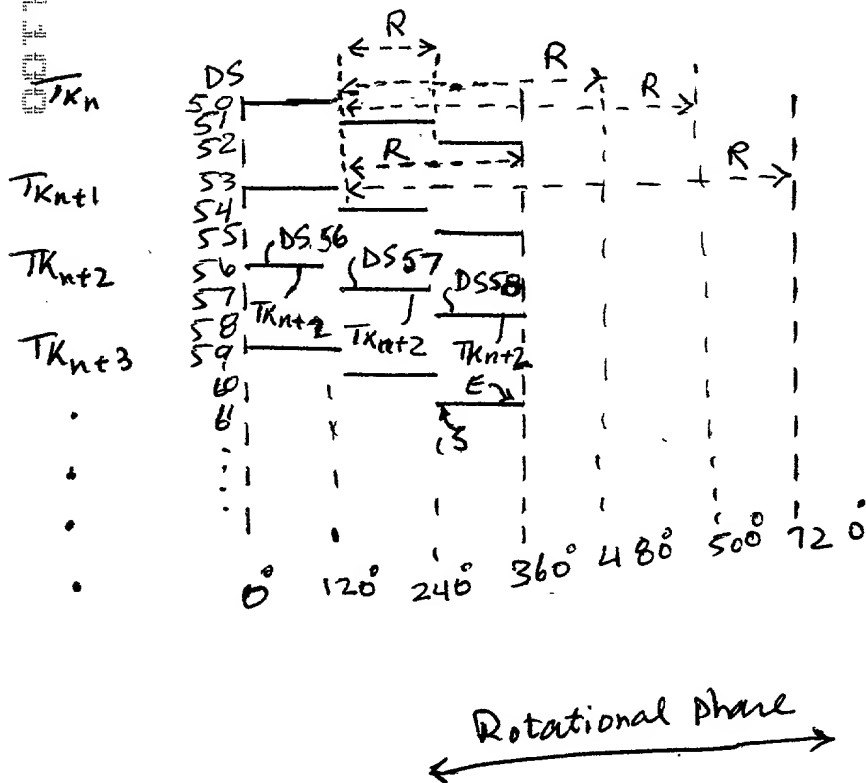 R
R
DS
TKn
50
R
51
52
R
R
TKn+1
53
54
55
DS 56
TKn+2
56
DS 57
57
DS58
TKn+2
58
TKn+2
TKn+2
TKn+3
59
60
E
61
S
0° 120° 240° 360° 480° 500° 720°
Rotational phase